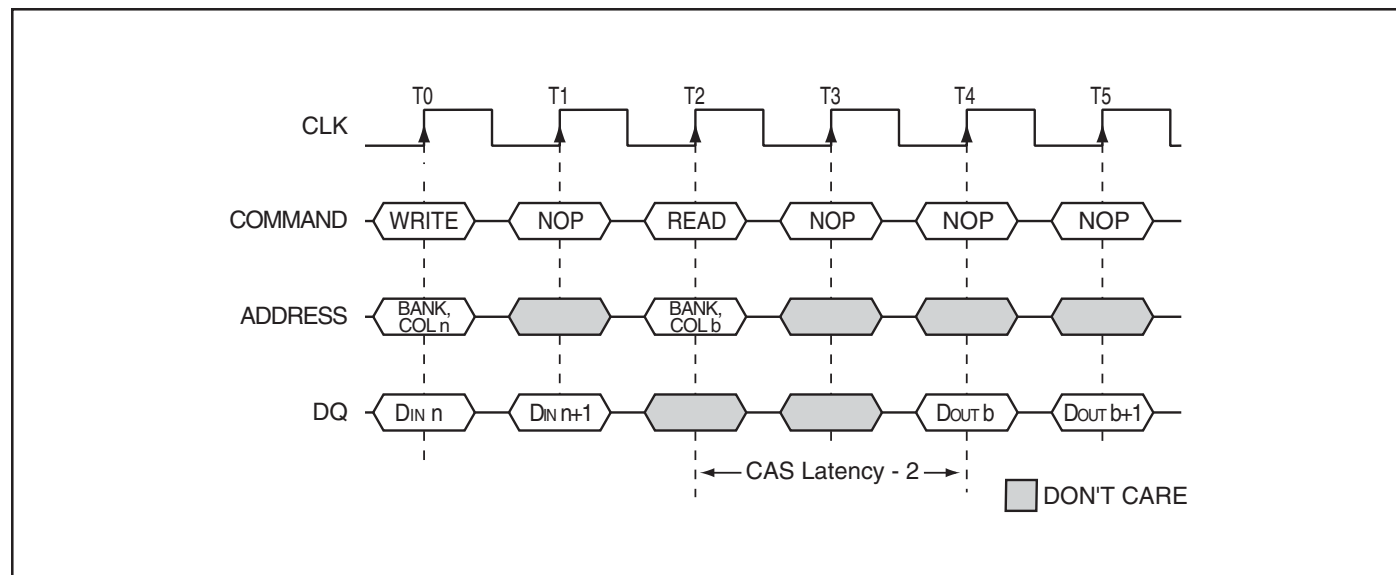 T0 T1 T2 T3 T4 T5
CLK
COMMAND WRITE NOP READ NOP NOP NOP
ADDRESS BANK, COL n BANK, COL b
DQ DIN n DIN n+1 DOUT b DOUT b+1
CAS Latency - 2
DON'T CARE